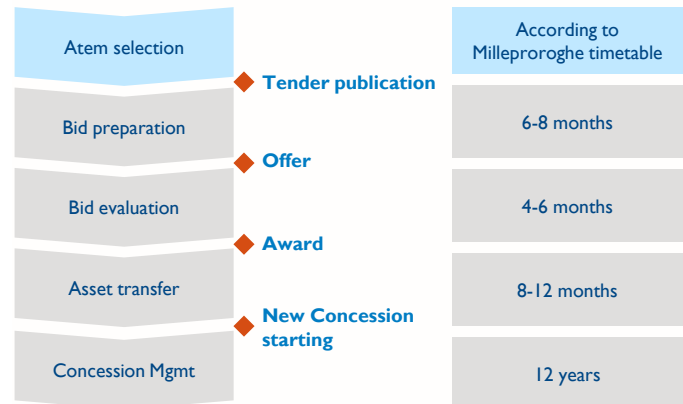 Atem selection
According to
Milleproroghe timetable
Tender publication
Bid preparation
6-8 months
Offer
Bid evaluation
4-6 months
Award
Asset transfer
8-12 months
New Concession
starting
Concession Mgmt
12 years